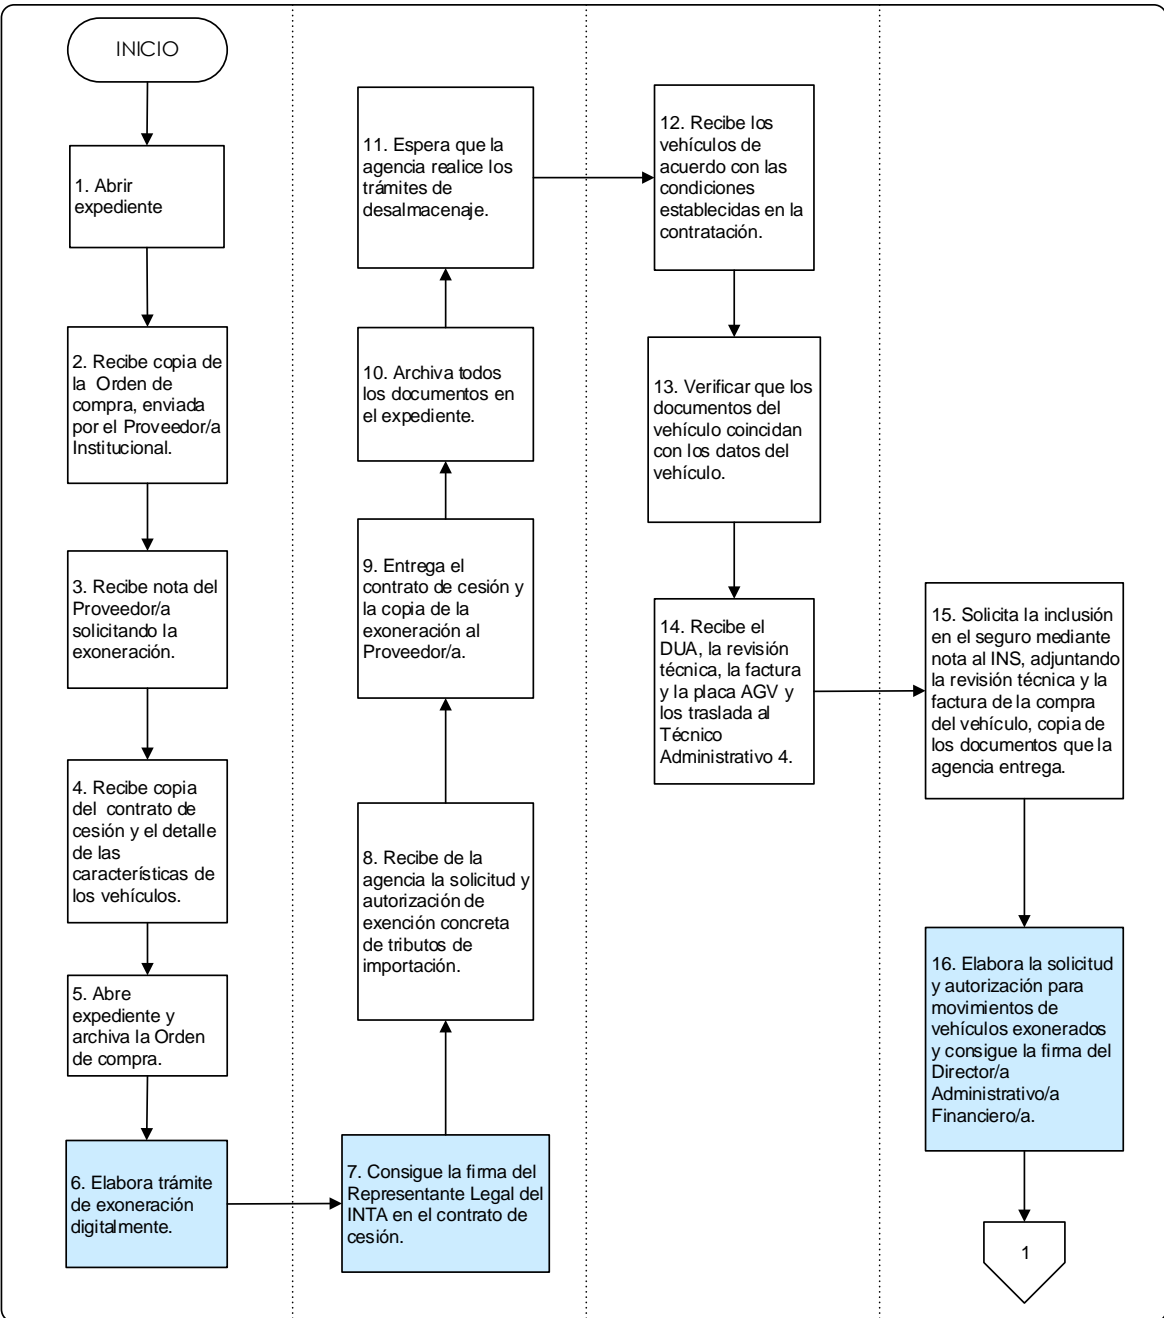 INICIO
1. Abrir
expediente
2. Recibe copia de
la Orden de
compra, enviada
por el Proveedor/a
Institucional.
3. Recibe nota del
Proveedor/a
solicitando la
exoneración.
4. Recibe copia
del contrato de
cesión y el detalle
de las
características de
los vehículos.
5. Abre
expediente y
archiva la Orden
de compra.
6. Elabora trámite
de exoneración
digitalmente.
7. Consigue la firma del
Representante Legal del
INTA en el contrato de
cesión.
8. Recibe de la
agencia la solicitud y
autorización de
exención concreta
de tributos de
importación.
9. Entrega el
contrato de cesión y
la copia de la
exoneración al
Proveedor/a.
10. Archiva todos
los documentos en
el expediente.
11. Espera que la
agencia realice los
trámites de
desalmacenaje.
12. Recibe los
vehículos de
acuerdo con las
condiciones
establecidas en la
contratación.
13. Verificar que los
documentos del
vehículo coincidan
con los datos del
vehículo.
14. Recibe el
DUA, la revisión
técnica, la factura
y la placa AGV y
los traslada al
Técnico
Administrativo 4.
15. Solicita la inclusión
en el seguro mediante
nota al INS, adjuntando
la revisión técnica y la
factura de la compra
del vehículo, copia de
los documentos que la
agencia entrega.
16. Elabora la solicitud
y autorización para
movimientos de
vehículos exonerados
y consigue la firma del
Director/a
Administrativo/a
Financiero/a.
1